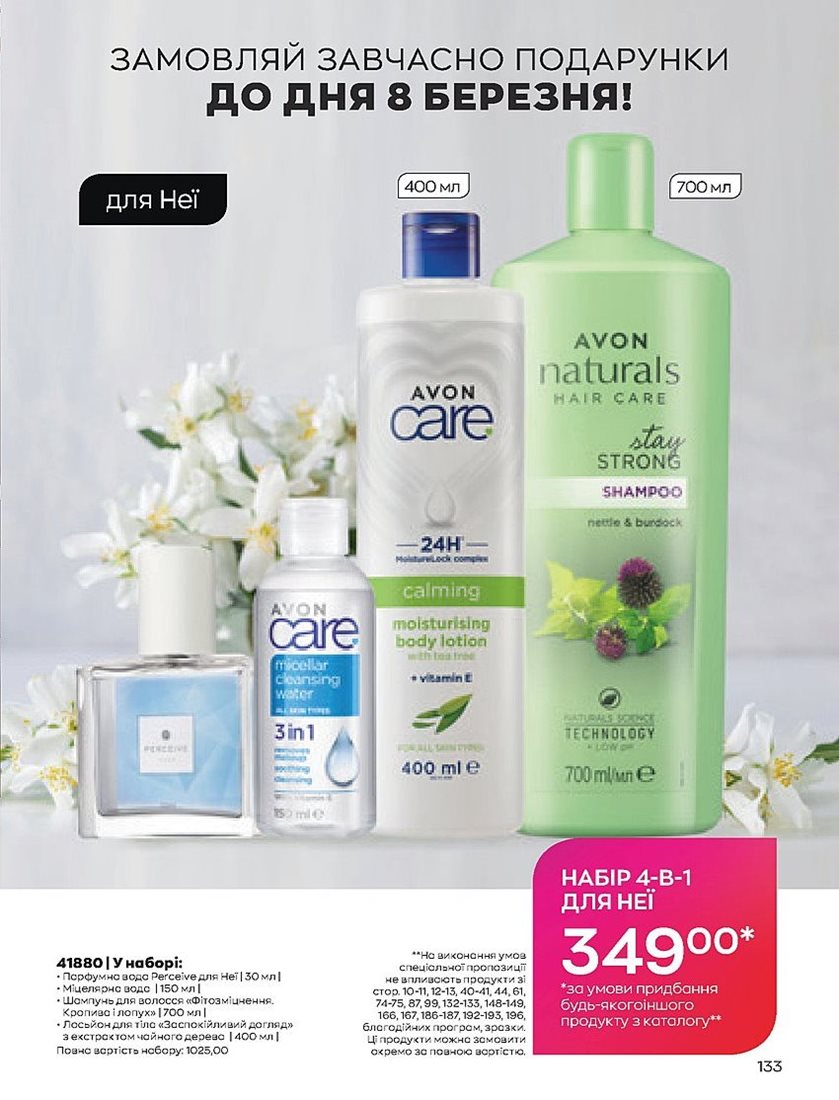 ЗАМОВЛЯЙ ЗАВЧАСНО ПОДАРУНКИ
ДО ДНЯ 8 БЕРЕЗНЯ!
для Неї
400 мл
700 мл
AVON
naturals
HAIR CARE
stay
STRONG
SHAMPOO
nettle & burdock
NATURALS SCIENCE
TECHNOLOGY
+ LOW pH
700 ml/мл e
AVON
care
24H
MoistureLock complex
calming
moisturising
body lotion
with tea tree
+ vitamin E
FOR ALL SKIN TYPES
400 ml e
AVON
care
micellar
cleansing
water
ALL SKIN TYPES
3 in 1
removes
makeup
soothing
cleansing
with vitamin E
150 ml e
PERCEIVE
НАБІР 4-В-1
ДЛЯ НЕЇ
34900*
*за умови придбання
будь-якогоіншого
продукту з каталогу**
41880 | У наборі:
• Парфумна вода Perceive для Неї | 30 мл |
• Міцелярна вода | 150 мл |
• Шампунь для волосся «Фітозміцнення.
Кропива і лопух» | 700 мл |
• Лосьйон для тіла «Заспокійливий догляд»
з екстрактом чайного дерева | 400 мл |
Повна вартість набору: 1025,00
**На виконання умов
спеціальної пропозиції
не впливають продукти зі
стор. 10-11, 12-13, 40-41, 44, 61,
74-75, 87, 99, 132-133, 148-149,
166, 167, 186-187, 192-193, 196,
благодійних програм, зразки.
Ці продукти можна замовити
окремо за повною вартістю.
133